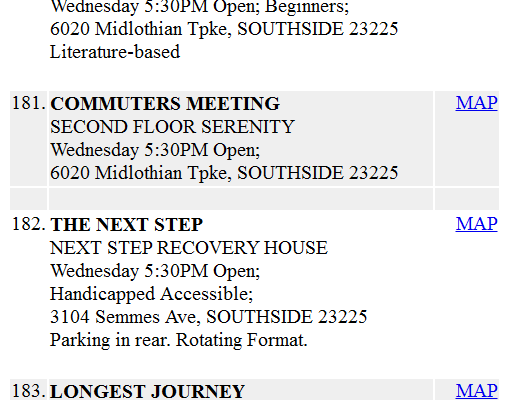 Wednesday 5:30PM Open; Beginners;
6020 Midlothian Tpke, SOUTHSIDE 23225
Literature-based
181. COMMUTERS MEETING MAP
SECOND FLOOR SERENITY
Wednesday 5:30PM Open;
6020 Midlothian Tpke, SOUTHSIDE 23225
182. THE NEXT STEP MAP
NEXT STEP RECOVERY HOUSE
Wednesday 5:30PM Open;
Handicapped Accessible;
3104 Semmes Ave, SOUTHSIDE 23225
Parking in rear. Rotating Format.
183. LONGEST JOURNEY MAP